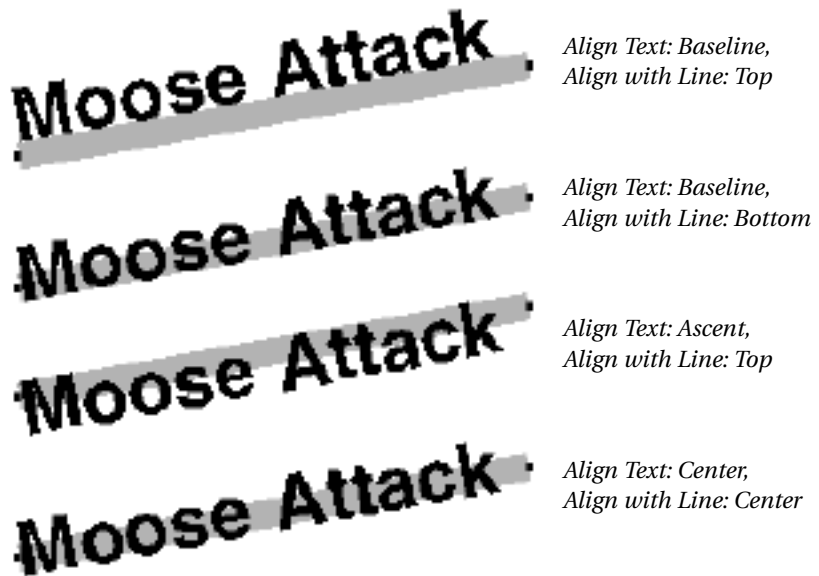 Moose Attack
Align Text: Baseline,
Align with Line: Top
Moose Attack
Align Text: Baseline,
Align with Line: Bottom
Moose Attack
Align Text: Ascent,
Align with Line: Top
Moose Attack
Align Text: Center,
Align with Line: Center